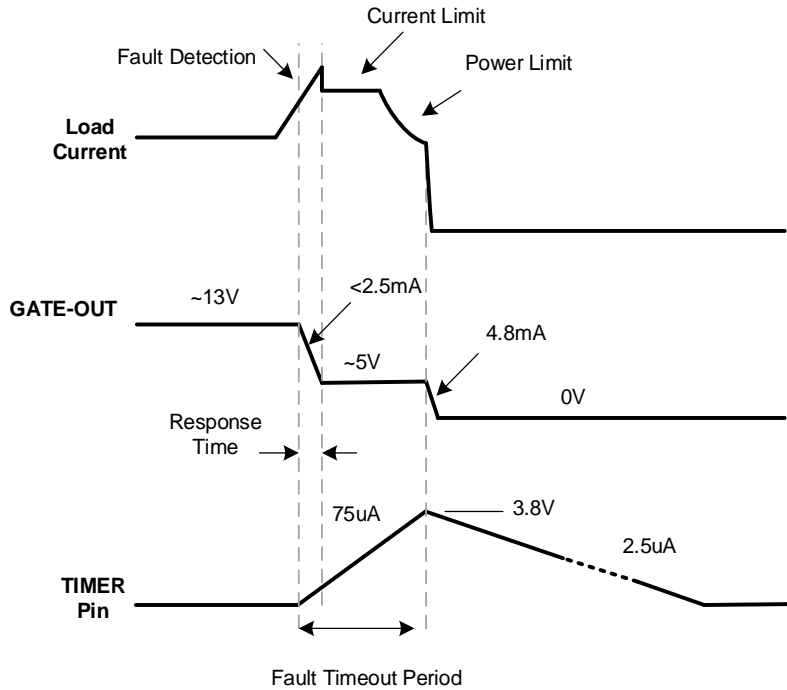 Current Limit
Fault Detection
Power Limit
Load
Current
GATE-OUT
~13V
<2.5mA
~5V
4.8mA
0V
Response
Time
75uA
3.8V
2.5uA
TIMER
Pin
Fault Timeout Period